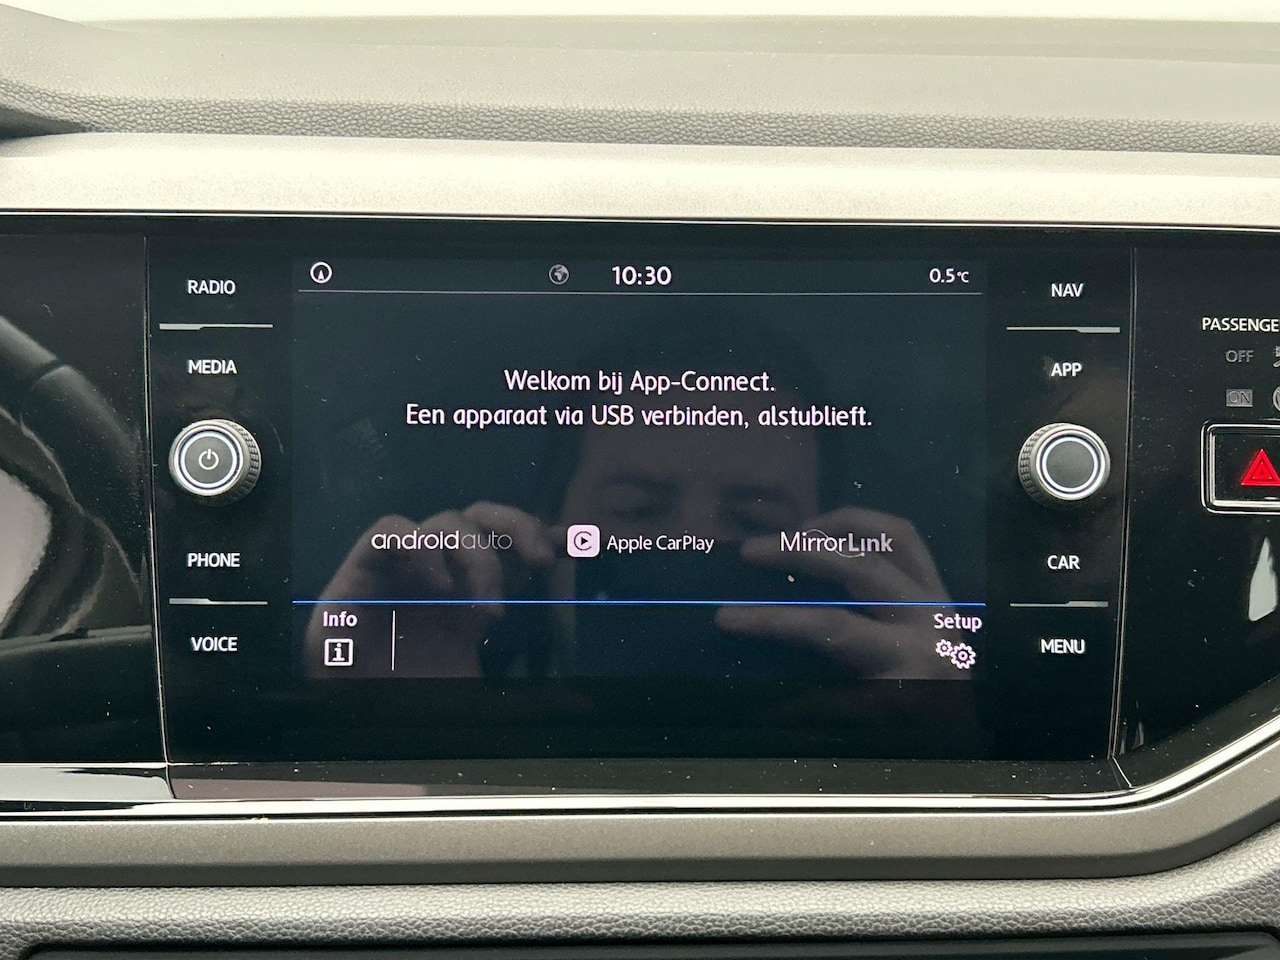 10:30
0.5°C
RADIO
NAV
PASSENGE
MEDIA
APP
OFF
ON
Welkom bij App-Connect.
Een apparaat via USB verbinden, alstublieft.
androidauto
Apple CarPlay
MirrorLink
PHONE
CAR
Info
Setup
VOICE
MENU